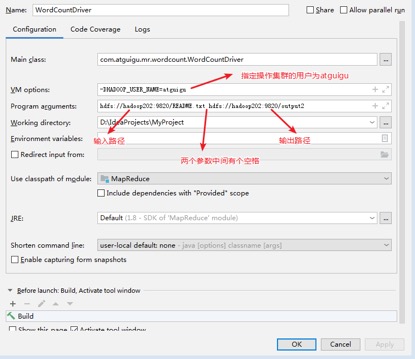 Name: WordCountDriver
Share
Allow parallel run
Configuration
Code Coverage
Logs
Main class: com.atguigu.mr.wordcount.WordCountDriver
指定操作集群的用户为atguigu
VM options: -DHADOOP_USER_NAME=atguigu
Program arguments: hdfs://hadoop202:9820/README.txt hdfs://hadoop202:9820/output2
Working directory: D:\IdeaProjects\MyProject
Environment variables:
输入路径
输出路径
Redirect input from:
两个参数中间有个空格
Use classpath of module: MapReduce
Include dependencies with "Provided" scope
JRE: Default (1.8 - SDK of 'MapReduce' module)
Shorten command line: user-local default: none - java [options] classname [args]
Enable capturing form snapshots
Before launch: Build, Activate tool window
Build
Show this page
Activate tool window
OK
Cancel
Apply